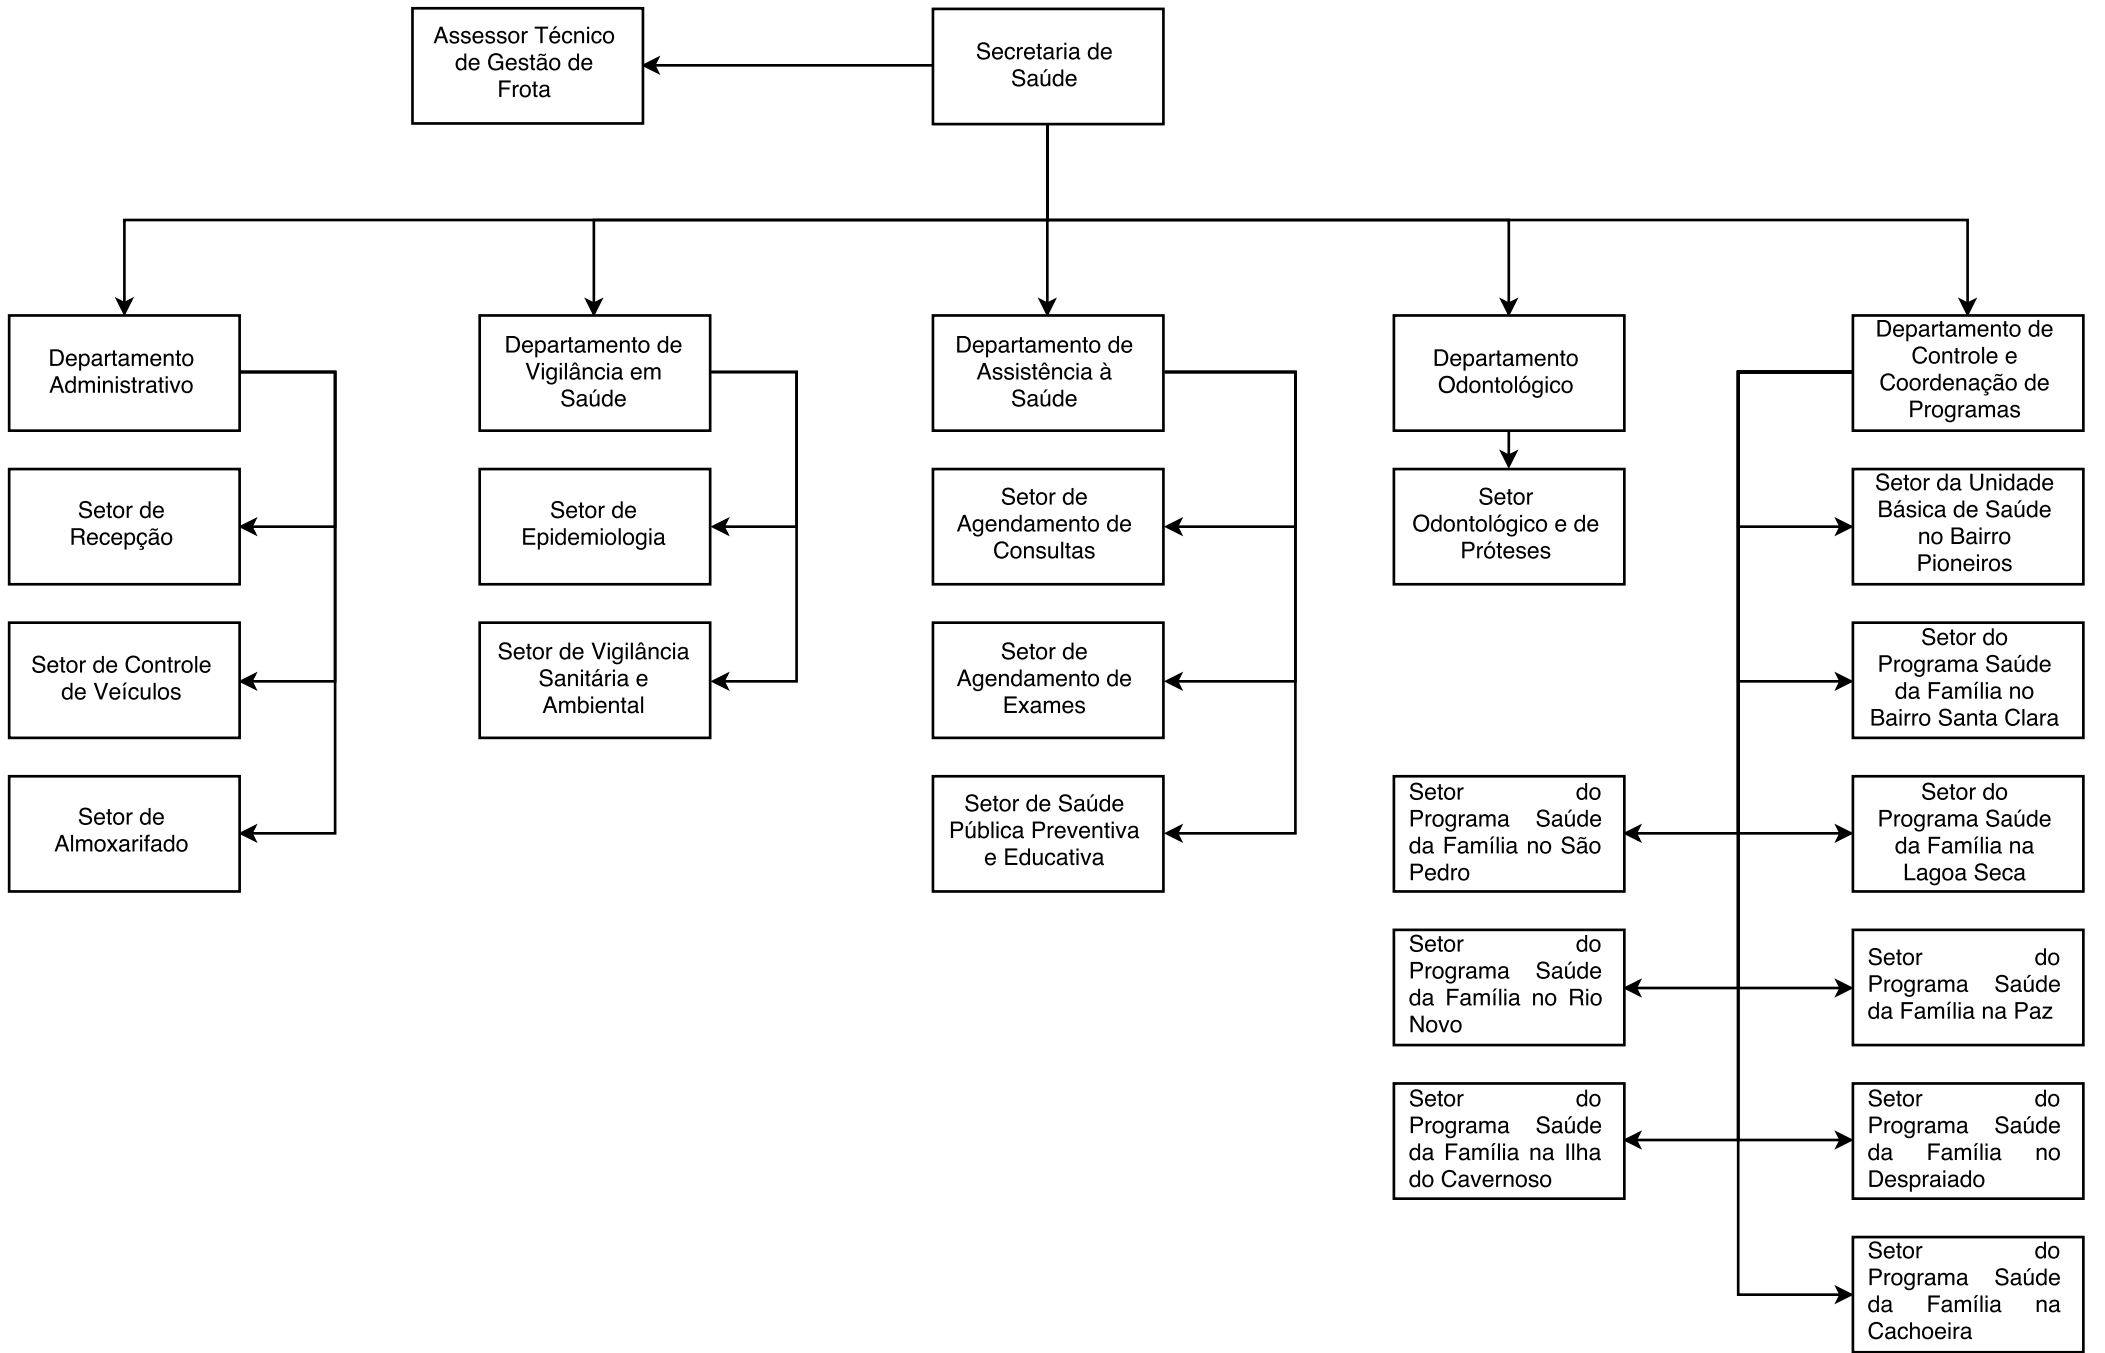 Assessor Técnico
de Gestão de
Frota
Secretaria de
Saúde
Departamento
Administrativo
Departamento de
Vigilância em
Saúde
Departamento de
Assistência à
Saúde
Departamento
Odontológico
Departamento de
Controle e
Coordenação de
Programas
Setor de
Recepção
Setor de
Epidemiologia
Setor de
Agendamento de
Consultas
Setor
Odontológico e de
Próteses
Setor da Unidade
Básica de Saúde
no Bairro
Pioneiros
Setor de Controle
de Veículos
Setor de Vigilância
Sanitária e
Ambiental
Setor de
Agendamento de
Exames
Setor do
Programa Saúde
da Família no
Bairro Santa Clara
Setor de
Almoxarifado
Setor de Saúde
Pública Preventiva
e Educativa
Setor do
Programa Saúde
da Família no São
Pedro
Setor do
Programa Saúde
da Família na
Lagoa Seca
Setor do
Programa Saúde
da Família no Rio
Novo
Setor do
Programa Saúde
da Família na Paz
Setor do
Programa Saúde
da Família na Ilha
do Cavernoso
Setor do
Programa Saúde
da Família no
Despraiado
Setor do
Programa Saúde
da Família na
Cachoeira